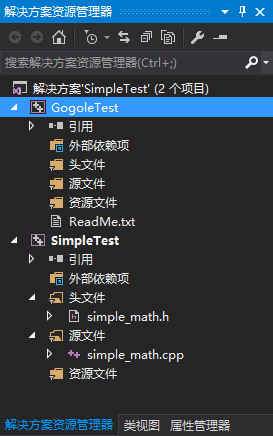 解决方案资源管理器
搜索解决方案资源管理器(Ctrl+;)
解决方案'SimpleTest' (2 个项目)
GogoleTest
引用
外部依赖项
头文件
源文件
资源文件
ReadMe.txt
SimpleTest
引用
外部依赖项
头文件
simple_math.h
源文件
simple_math.cpp
资源文件
解决方案资源管理器 类视图 属性管理器